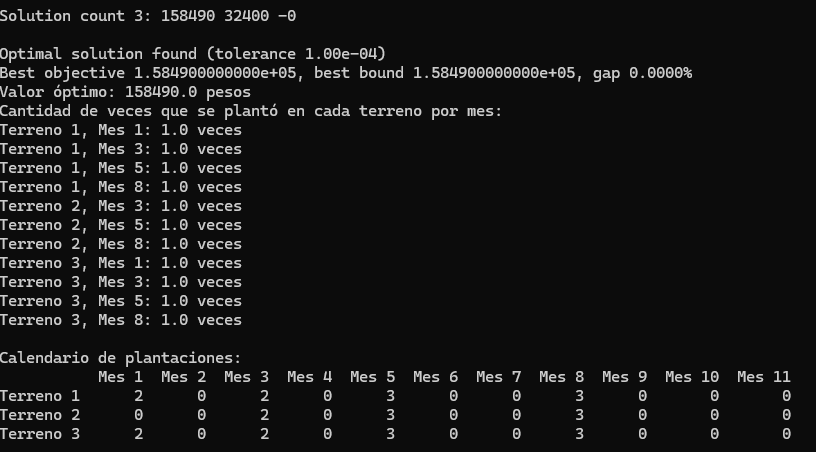 Solution count 3: 158490 32400 -0
Optimal solution found (tolerance 1.00e-04)
Best objective 1.584900000000e+05, best bound 1.584900000000e+05, gap 0.0000%
Valor óptimo: 158490.0 pesos
Cantidad de veces que se plantó en cada terreno por mes:
Terreno 1, Mes 1: 1.0 veces
Terreno 1, Mes 3: 1.0 veces
Terreno 1, Mes 5: 1.0 veces
Terreno 1, Mes 8: 1.0 veces
Terreno 2, Mes 3: 1.0 veces
Terreno 2, Mes 5: 1.0 veces
Terreno 2, Mes 8: 1.0 veces
Terreno 3, Mes 1: 1.0 veces
Terreno 3, Mes 3: 1.0 veces
Terreno 3, Mes 5: 1.0 veces
Terreno 3, Mes 8: 1.0 veces
Calendario de plantaciones:
Mes 1 Mes 2 Mes 3 Mes 4 Mes 5 Mes 6 Mes 7 Mes 8 Mes 9 Mes 10 Mes 11
Terreno 1 2 0 2 0 3 0 0 3 0 0 0
Terreno 2 0 0 2 0 3 0 0 3 0 0 0
Terreno 3 2 0 2 0 3 0 0 3 0 0 0